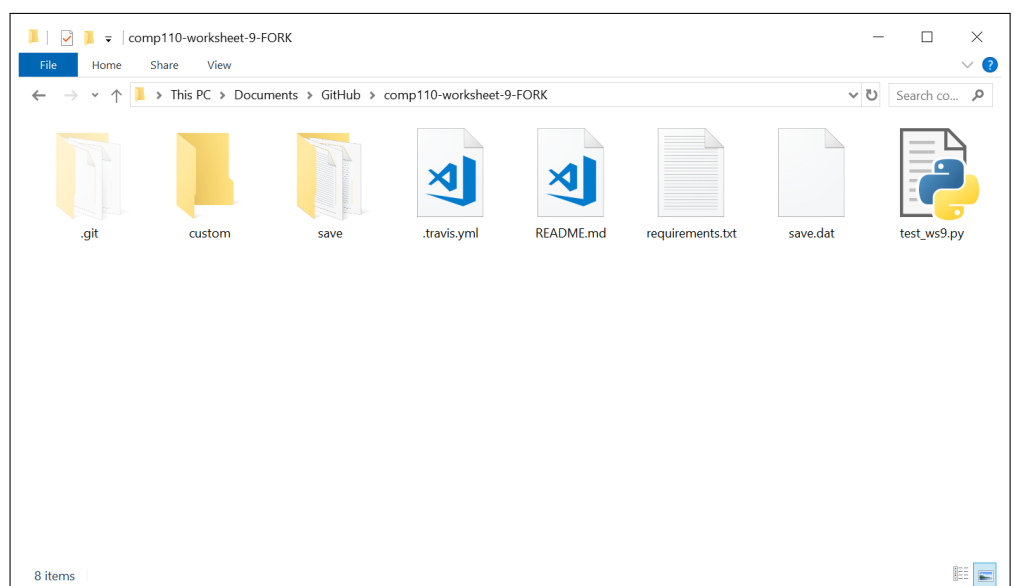 comp110-worksheet-9-FORK
File Home Share View
This PC > Documents > GitHub > comp110-worksheet-9-FORK Search co...
.git custom save .travis.yml README.md requirements.txt save.dat test_ws9.py
8 items